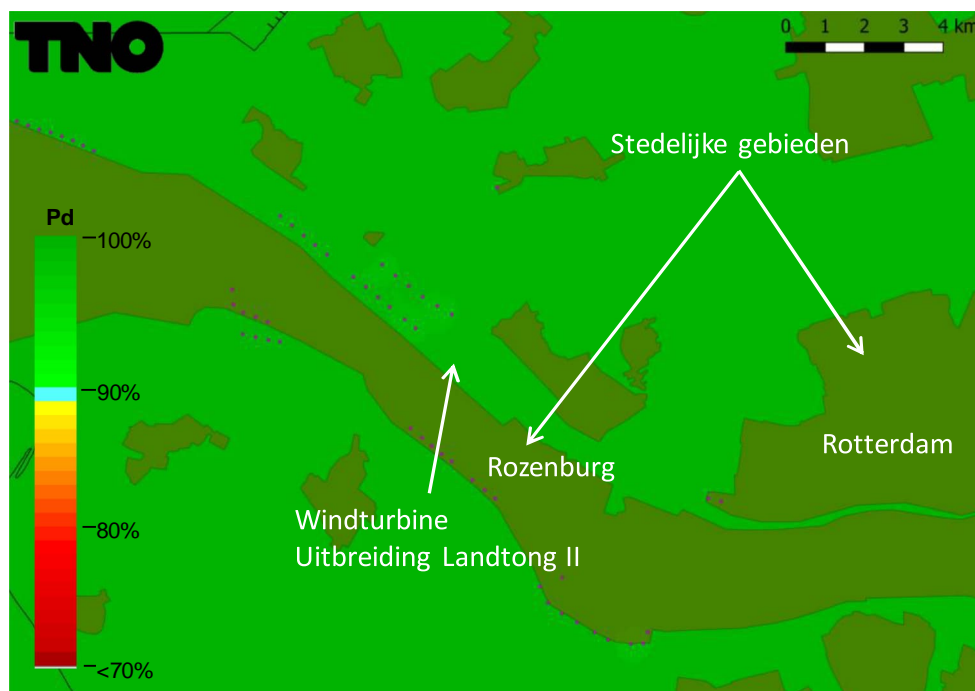 TNO
0 1 2 3 4 km
Stedelijke gebieden
Pd
100%
90%
80%
<70%
Rozenburg
Rotterdam
Windturbine
Uitbreiding Landtong II